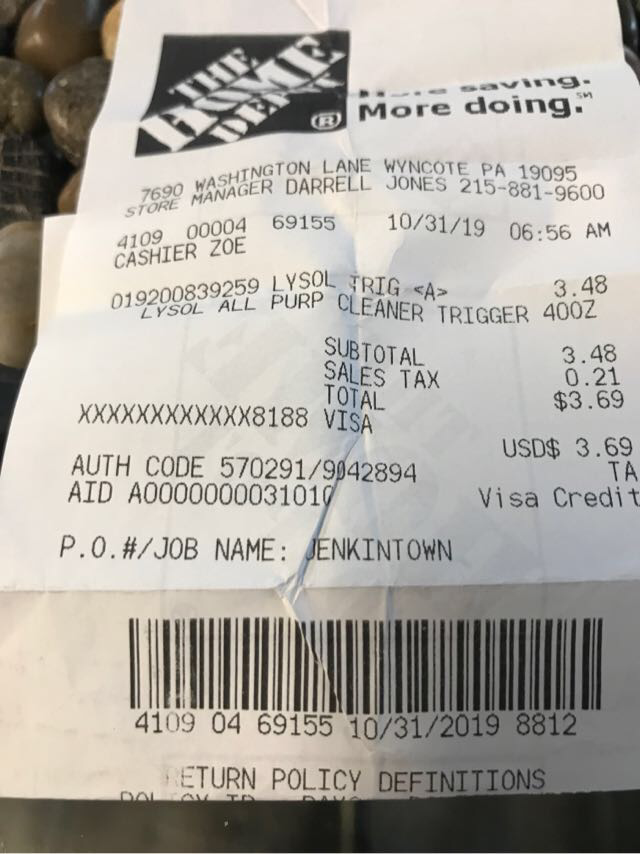 THE
HOME
DEPOT
®
saving.
More doing.℠
7690 WASHINGTON LANE WYNCOTE PA 19095
STORE MANAGER DARRELL JONES 215-881-9600
4109 00004 69155 10/31/19 06:56 AM
CASHIER ZOE
019200839259 LYSOL TRIG <A> 3.48
LYSOL ALL PURP CLEANER TRIGGER 40OZ
SUBTOTAL 3.48
SALES TAX 0.21
TOTAL $3.69
XXXXXXXXXXXX8188 VISA
USD$ 3.69
AUTH CODE 570291/9042894 TA
AID A0000000031010 Visa Credit
P.O.#/JOB NAME: JENKINTOWN
4109 04 69155 10/31/2019 8812
RETURN POLICY DEFINITIONS